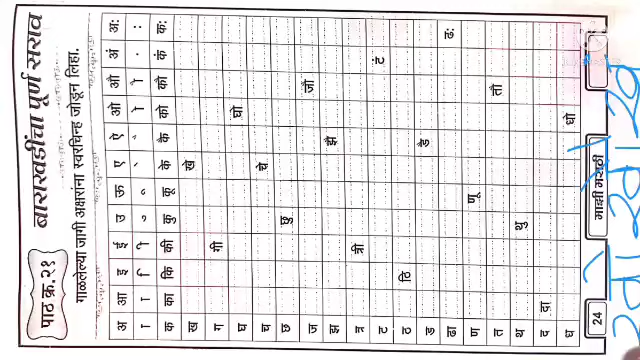 पाठ क्र.२१
बाराखडींचा पूर्ण सराव
गाळलेल्या जागी अक्षरांना स्वरचिन्ह जोडून लिहा.
अ आ इ ई उ ऊ ए ऐ ओ औ अं अः
क का कि की कु कू के कै को कौ कं कः
ख खे
ग गी
घ घो
च चे
छ छु
ज जौ
झ झै
ञ ञी
ट टं
ठ ठि
ड डै
ढ ढः
ण णू
त तौ
थ थु
द दा
ध धो
24
माझी मराठी